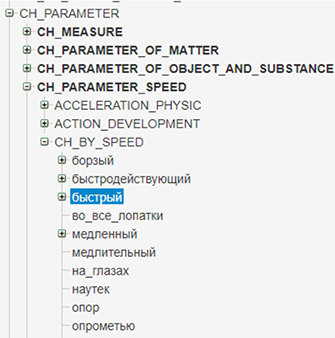 CH_PARAMETER
CH_MEASURE
CH_PARAMETER_OF_MATTER
CH_PARAMETER_OF_OBJECT_AND_SUBSTANCE
CH_PARAMETER_SPEED
ACCELERATION_PHYSIC
ACTION_DEVELOPMENT
CH_BY_SPEED
борзый
быстродействующий
быстрый
во_все_лопатки
медленный
медлительный
на_глазах
наутек
опор
опрометью